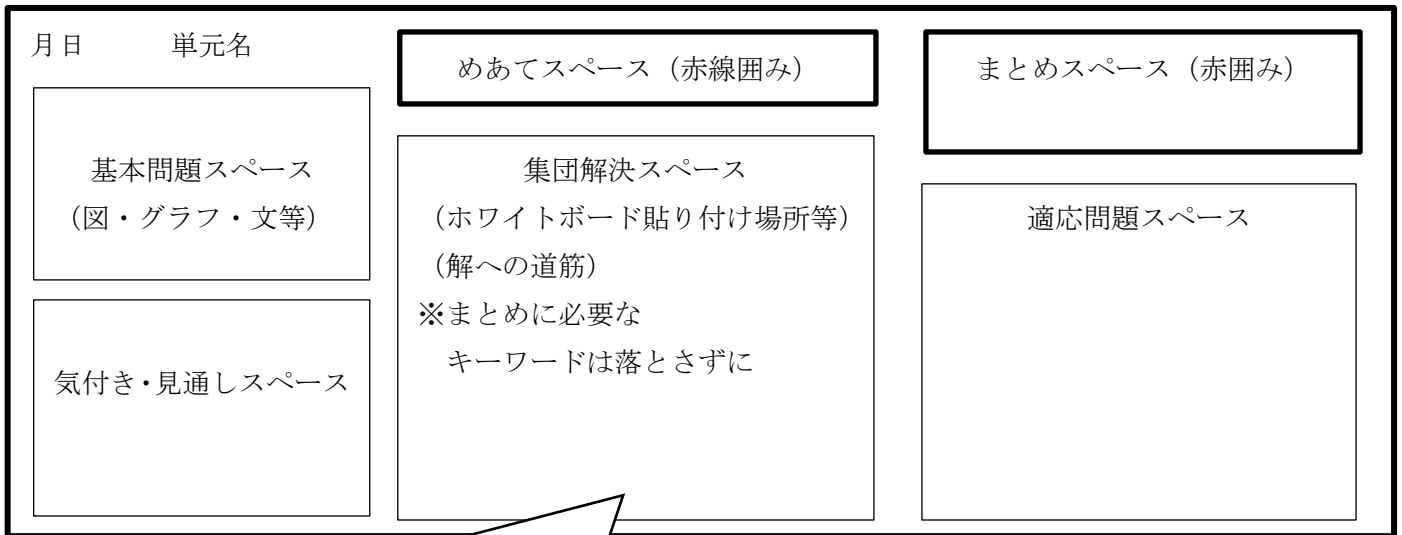 月日　　単元名
基本問題スペース
（図・グラフ・文等）
気付き・見通しスペース
めあてスペース（赤線囲み）
集団解決スペース
（ホワイトボード貼り付け場所等）
（解への道筋）
※まとめに必要な
キーワードは落とさずに
まとめスペース（赤囲み）
適応問題スペース